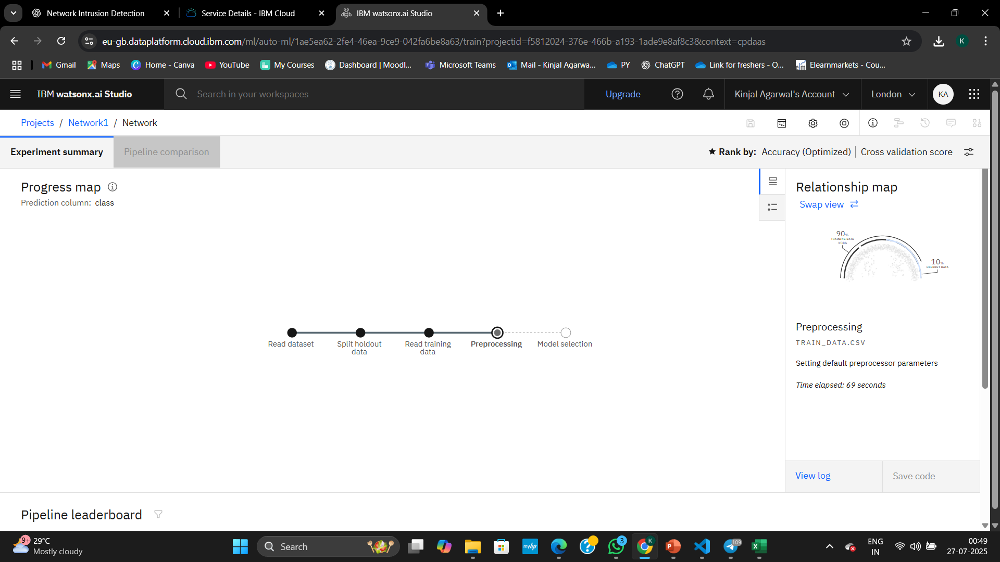 Network Intrusion Detection
Service Details - IBM Cloud
IBM watsonx.ai Studio
eu-gb.dataplatform.cloud.ibm.com/ml/auto-ml/1ae5ea62-2fe4-46ea-9ce9-042fa6be8a63/train?projectid=f5812024-376e-466b-a193-1ade9e8af8c3&context=cpdaas
K
Gmail
Maps
Home - Canva
YouTube
My Courses
Dashboard | Moodl...
Microsoft Teams
Mail - Kinjal Agarwa...
PY
ChatGPT
Link for freshers - O...
Elearnmarkets - Cou...
IBM watsonx.ai Studio
Search in your workspaces
Upgrade
Kinjal Agarwal's Account
London
KA
Projects / Network1 / Network
Experiment summary
Pipeline comparison
Rank by: Accuracy (Optimized) | Cross validation score
Progress map
Prediction column: class
Read dataset
Split holdout
data
Read training
data
Preprocessing
Model selection
Relationship map
Swap view
90%
TRAINING DATA
3 folds
10%
HOLDOUT DATA
Preprocessing
TRAIN_DATA.CSV
Setting default preprocessor parameters
Time elapsed: 69 seconds
View log
Save code
Pipeline leaderboard
9+
29°C
Mostly cloudy
Search
myhp
3
K
109
ENG
IN
00:49
27-07-2025